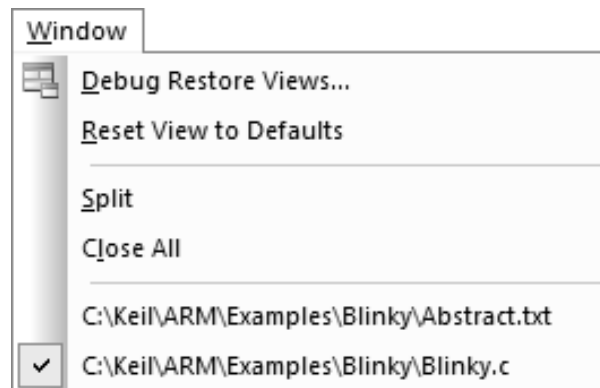 Window
Debug Restore Views...
Reset View to Defaults
Split
Close All
C:\Keil\ARM\Examples\Blinky\Abstract.txt
C:\Keil\ARM\Examples\Blinky\Blinky.c